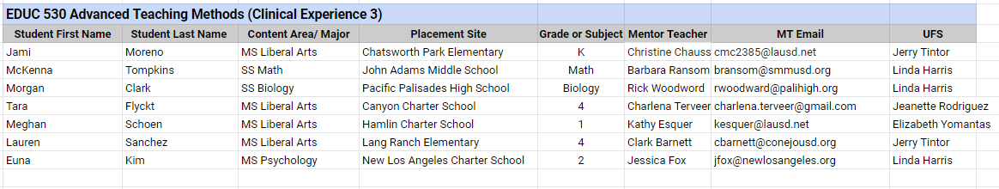 EDUC 530 Advanced Teaching Methods (Clinical Experience 3)
Student First Name Student Last Name Content Area/ Major Placement Site Grade or Subject Mentor Teacher MT Email UFS
Jami Moreno MS Liberal Arts Chatsworth Park Elementary K Christine Chauss cmc2385@lausd.net Jerry Tintor
McKenna Tompkins SS Math John Adams Middle School Math Barbara Ransom bransom@smmusd.org Linda Harris
Morgan Clark SS Biology Pacific Palisades High School Biology Rick Woodword rwoodward@palihigh.org Linda Harris
Tara Flyckt MS Liberal Arts Canyon Charter School 4 Charlena Terveer charlena.terveer@gmail.com Jeanette Rodriguez
Meghan Schoen MS Liberal Arts Hamlin Charter School 1 Kathy Esquer kesquer@lausd.net Elizabeth Yomantas
Lauren Sanchez MS Liberal Arts Lang Ranch Elementary 4 Clark Barnett cbarnett@conejousd.org Jerry Tintor
Euna Kim MS Psychology New Los Angeles Charter School 2 Jessica Fox jfox@newlosangeles.org Linda Harris